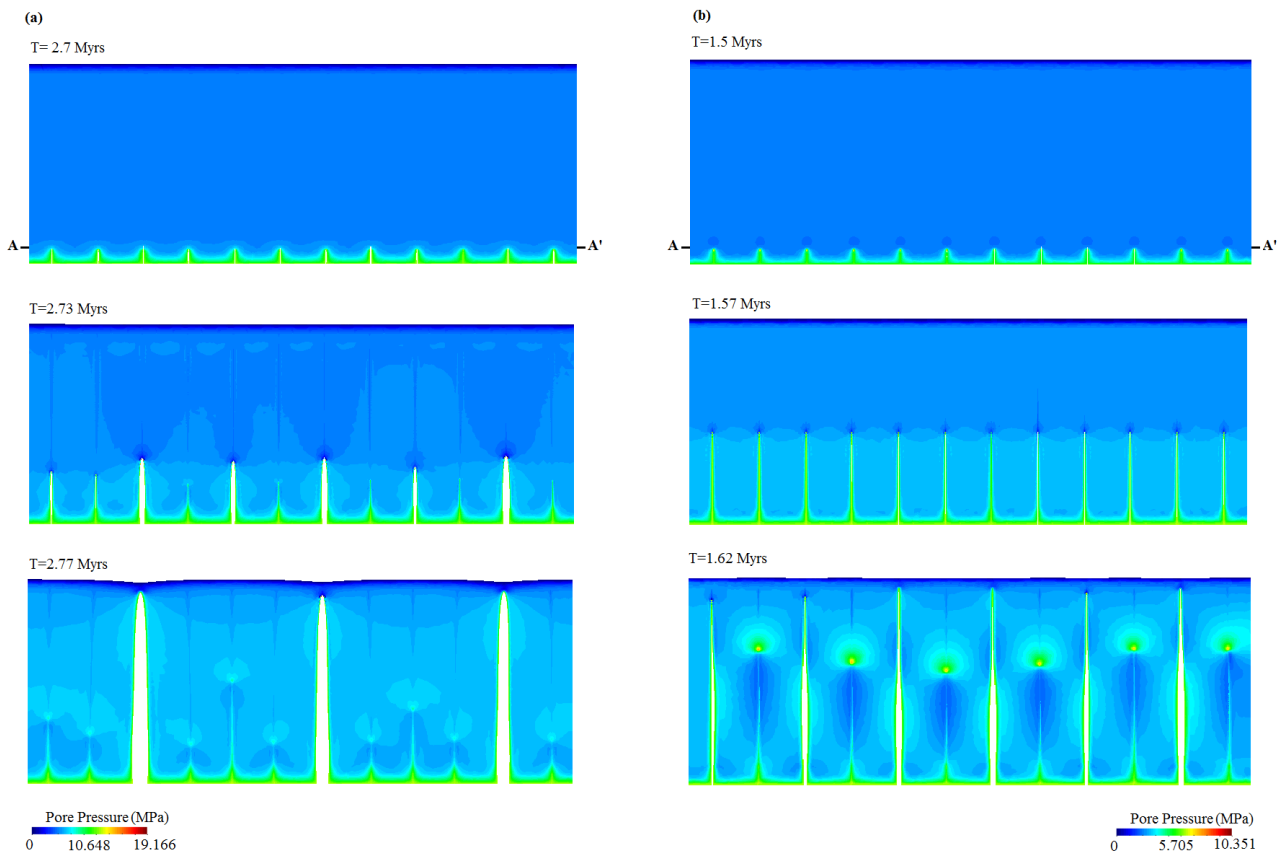 (a)
T= 2.7 Myrs
A
A'
T=2.73 Myrs
T=2.77 Myrs
Pore Pressure (MPa)
0 10.648 19.166
(b)
T=1.5 Myrs
A
A'
T=1.57 Myrs
T=1.62 Myrs
Pore Pressure (MPa)
0 5.705 10.351